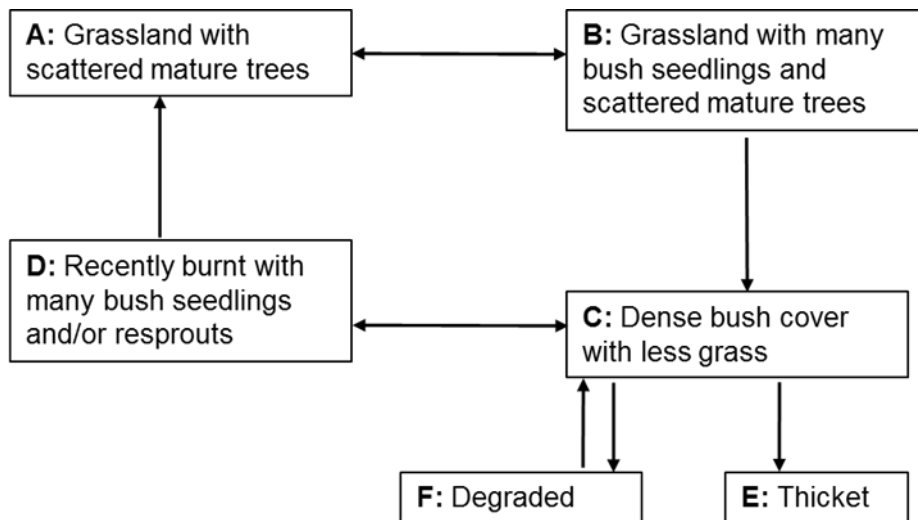 A: Grassland with
scattered mature trees
B: Grassland with many
bush seedlings and
scattered mature trees
D: Recently burnt with
many bush seedlings
and/or resprouts
C: Dense bush cover
with less grass
F: Degraded
E: Thicket